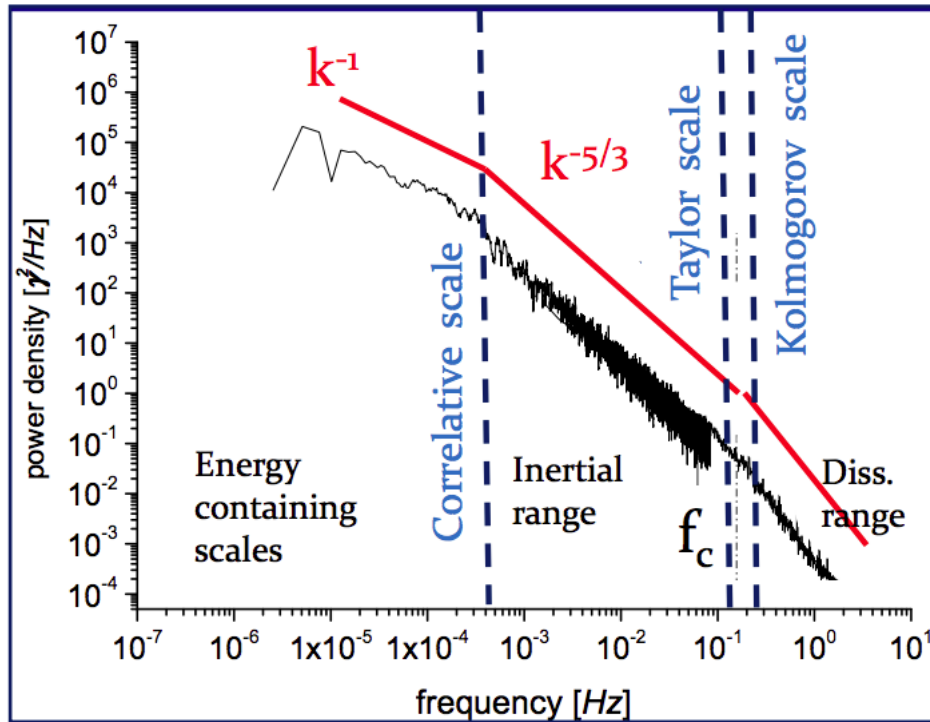 10⁷
10⁶
10⁵
10⁴
10³
10²
10¹
10⁰
10⁻¹
10⁻²
10⁻³
10⁻⁴
power density [γ²/Hz]
k⁻¹
k⁻⁵/³
Correlative scale
Taylor scale
Kolmogorov scale
Energy
containing
scales
Inertial
range
f_c
Diss.
range
10⁻⁷
10⁻⁶
1x10⁻⁵
1x10⁻⁴
10⁻³
10⁻²
10⁻¹
10⁰
10¹
frequency [Hz]